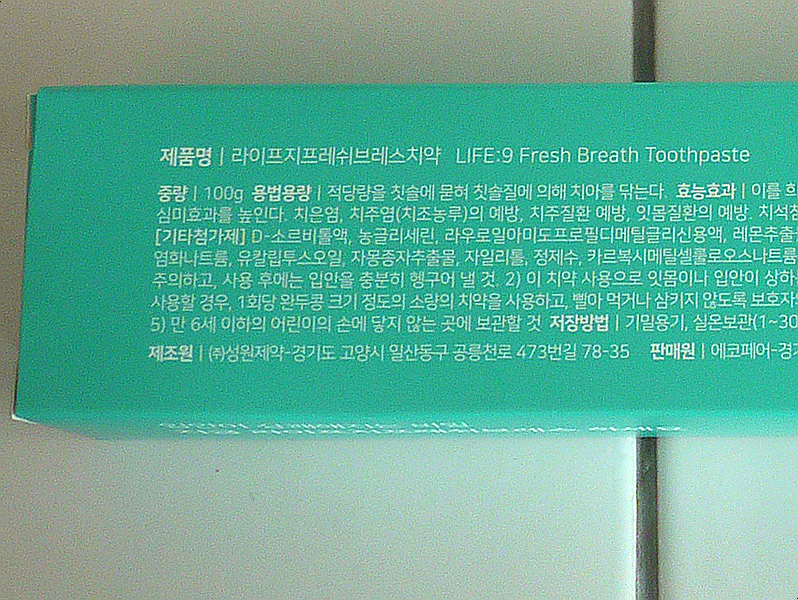 제품명 | 라이프지프레쉬브레스치약 LIFE:9 Fresh Breath Toothpaste
중량 | 100g 용법용량 | 적당량을 칫솔에 묻혀 칫솔질에 의해 치아를 닦는다. 효능효과 | 이를 희
심미효과를 높인다. 치은염, 치주염(치조농루)의 예방, 치주질환 예방, 잇몸질환의 예방. 치석침
[기타첨가제] D-소르비톨액, 농글리세린, 라우로일아미도프로필디메틸글리신용액, 레몬추출
염화나트륨, 유칼립투스오일, 자몽종자추출물, 자일리톨, 정제수, 카르복시메틸셀룰로오스나트륨
주의하고, 사용 후에는 입안을 충분히 헹구어 낼 것. 2) 이 치약 사용으로 잇몸이나 입안이 상하
사용할 경우, 1회당 완두콩 크기 정도의 소량의 치약을 사용하고, 빨아 먹거나 삼키지 않도록 보호자
5) 만 6세 이하의 어린이의 손에 닿지 않는 곳에 보관할 것 저장방법 | 기밀용기, 실온보관(1~30
제조원 | ㈜성원제약-경기도 고양시 일산동구 공릉천로 473번길 78-35 판매원 | 에코페어-경기